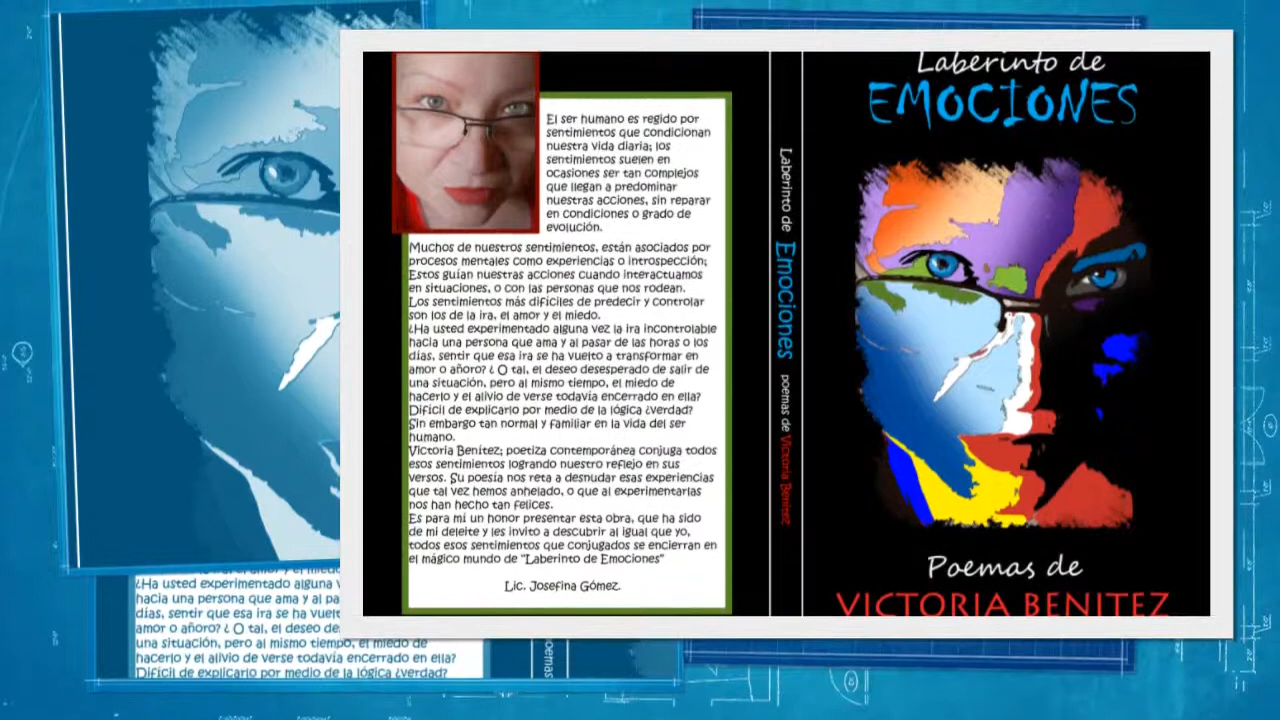 El ser humano es regido por
sentimientos que condicionan
nuestra vida diaria; los
sentimientos suelen en
ocasiones ser tan complejos
que llegan a predominar
nuestras acciones, sin reparar
en condiciones o grado de
evolución.
Muchos de nuestros sentimientos, están asociados por
procesos mentales como experiencias o introspección;
Estos guían nuestras acciones cuando interactuamos
en situaciones, o con las personas que nos rodean.
Los sentimientos más difíciles de predecir y controlar
son los de la ira, el amor y el miedo.
¿Ha usted experimentado alguna vez la ira incontrolable
hacia una persona que ama y al pasar de las horas o los
días, sentir que esa ira se ha vuelto a transformar en
amor o añoro? ¿ O tal, el deseo desesperado de salir de
una situación, pero al mismo tiempo, el miedo de
hacerlo y el alivio de verse todavía encerrado en ella?
Difícil de explicarlo por medio de la lógica ¿verdad?
Sin embargo tan normal y familiar en la vida del ser
humano.
Victoria Benítez; poetiza contemporánea conjuga todos
esos sentimientos logrando nuestro reflejo en sus
versos. Su poesía nos reta a desnudar esas experiencias
que tal vez hemos anhelado, o que al experimentarlas
nos han hecho tan felices.
Es para mí un honor presentar esta obra, que ha sido
de mi deleite y les invito a descubrir al igual que yo,
todos esos sentimientos que conjugados se encierran en
el mágico mundo de "Laberinto de Emociones"
Lic. Josefina Gómez.
Laberinto de Emociones poemas de Victoria Benitez
Laberinto de
EMOCIONES
Poemas de
VICTORIA BENITEZ
¿Ha usted experimentado alguna v
hacia una persona que ama y al pa
días, sentir que esa ira se ha vuelt
amor o añoro? ¿ O tal, el deseo de
una situación, pero al mismo tiempo, el miedo de
hacerlo y el alivio de verse todavía encerrado en ella?
Difícil de explicarlo por medio de la lógica ¿verdad?
poemas